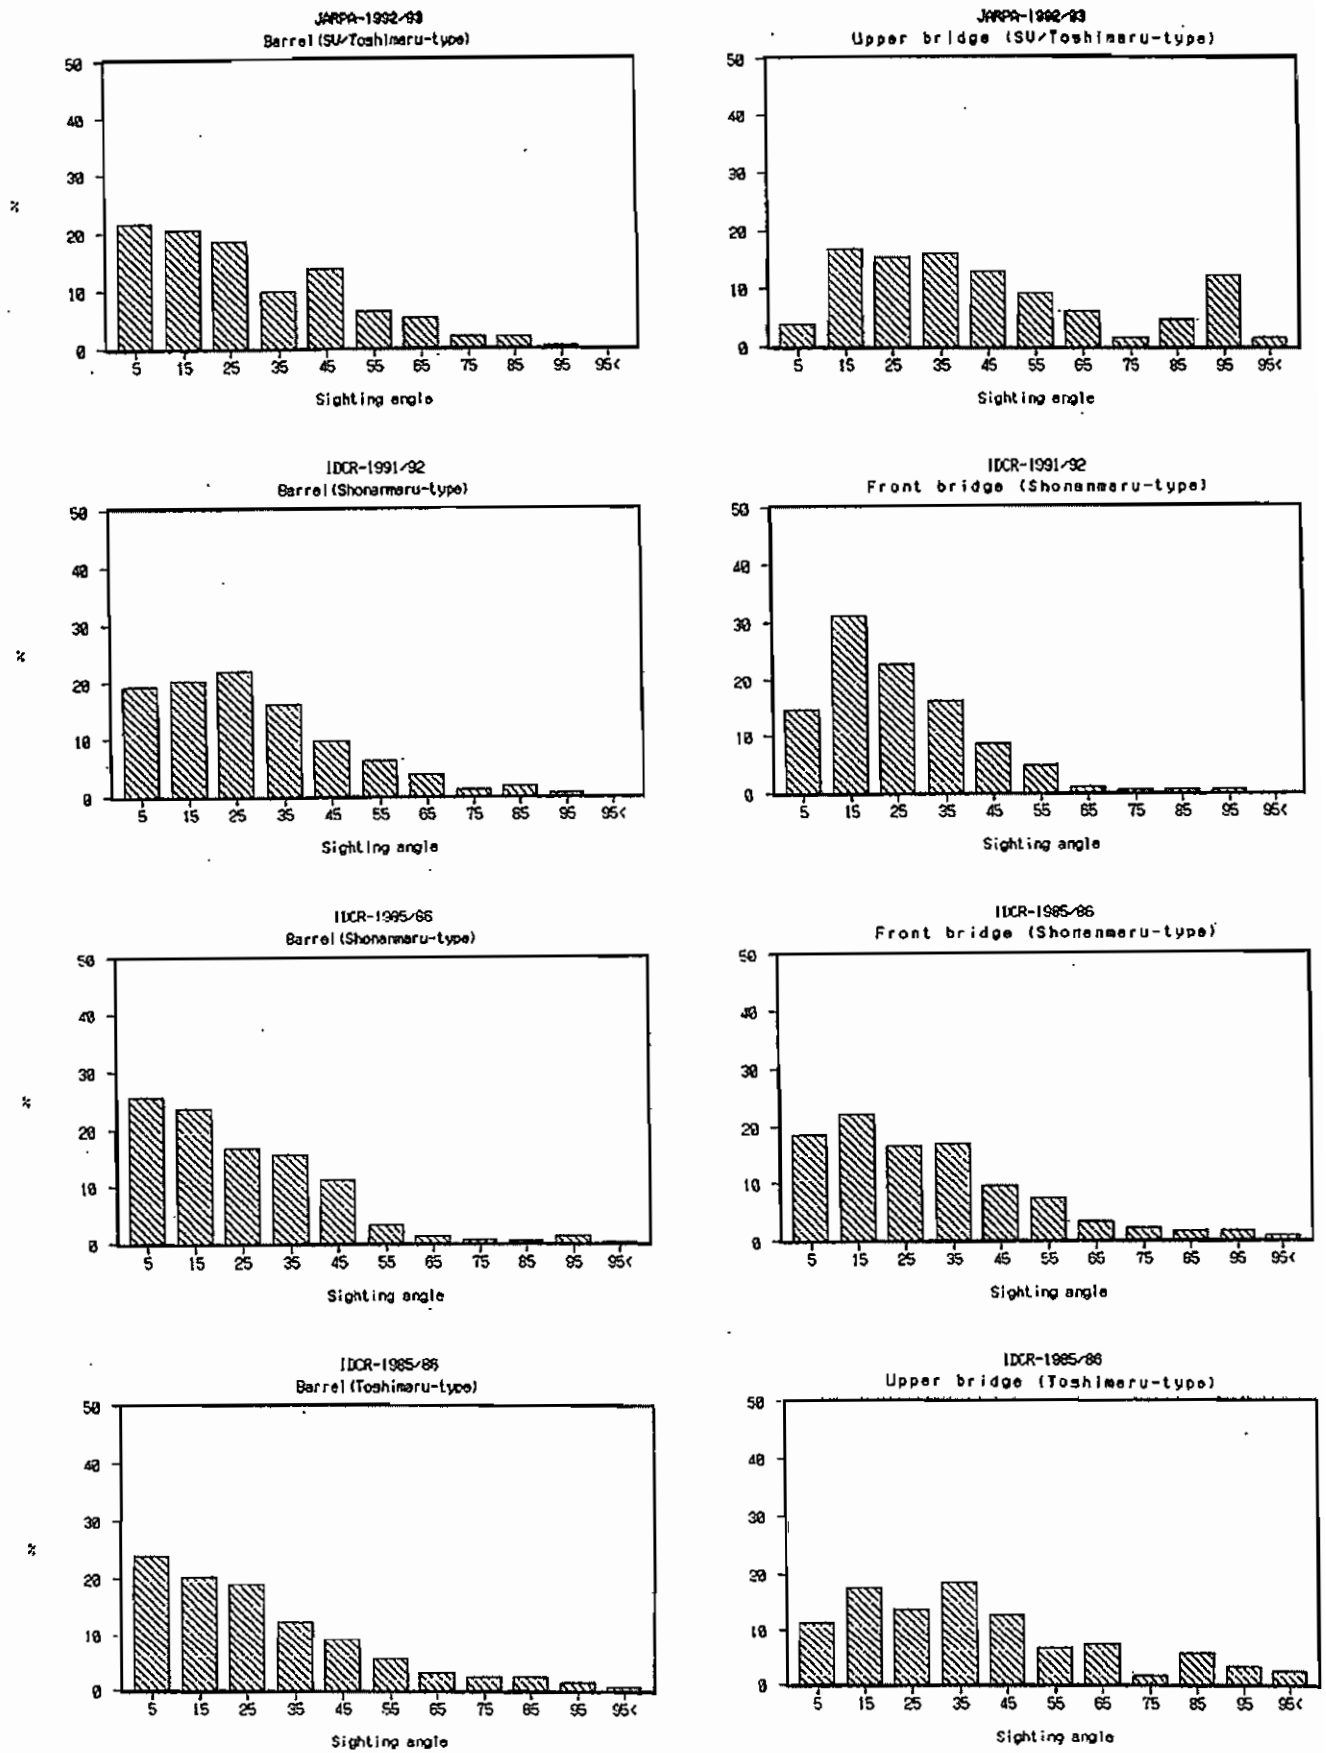 JARPA-1992/93
Barrel(SV/Toshimaru-type)
50
40
30
20
10
0
%
5 15 25 35 45 55 65 75 85 95 95<
Sighting angle
JARPA-1992/93
Upper bridge (SV/Toshimaru-type)
50
40
30
20
10
0
5 15 25 35 45 55 65 75 85 95 95<
Sighting angle
IDCR-1991/92
Barrel(Shonanmaru-type)
50
40
30
20
10
0
%
5 15 25 35 45 55 65 75 85 95 95<
Sighting angle
IDCR-1991/92
Front bridge (Shonanmaru-type)
50
40
30
20
10
0
5 15 25 35 45 55 65 75 85 95 95<
Sighting angle
IDCR-1985/86
Barrel(Shonanmaru-type)
50
40
30
20
10
0
%
5 15 25 35 45 55 65 75 85 95 95<
Sighting angle
IDCR-1985/86
Front bridge (Shonanmaru-type)
50
40
30
20
10
0
5 15 25 35 45 55 65 75 85 95 95<
Sighting angle
IDCR-1985/86
Barrel(Toshimaru-type)
50
40
30
20
10
0
%
5 15 25 35 45 55 65 75 85 95 95<
Sighting angle
IDCR-1985/86
Upper bridge (Toshimaru-type)
50
40
30
20
10
0
5 15 25 35 45 55 65 75 85 95 95<
Sighting angle